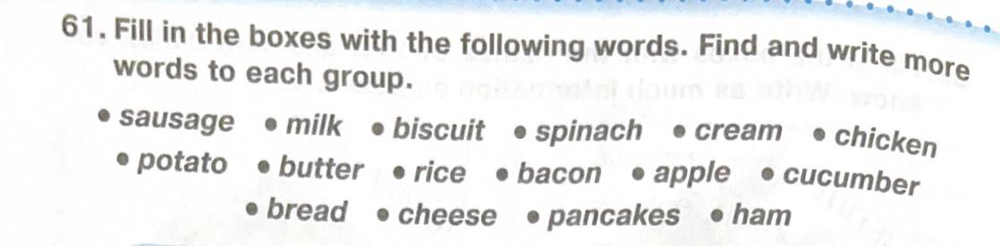 61. Fill in the boxes with the following words. Find and write more
words to each group.
• sausage • milk • biscuit • spinach • cream • chicken
• potato • butter • rice • bacon • apple • cucumber
• bread • cheese • pancakes • ham